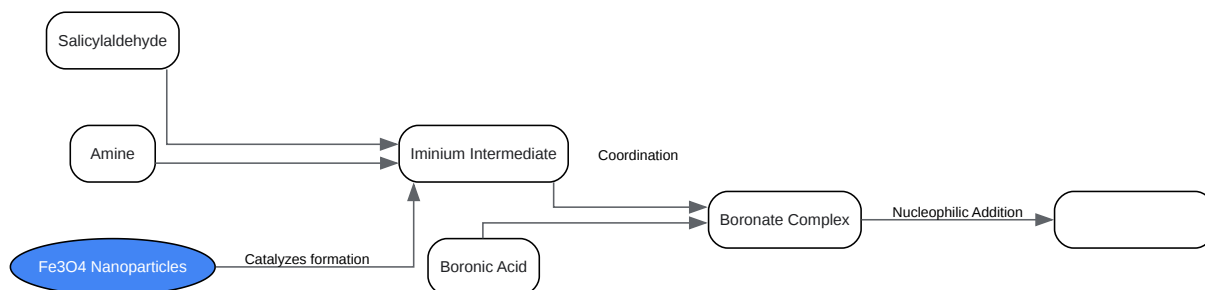 Salicylaldehyde
Amine
Iminium Intermediate
Coordination
Boronate Complex
Nucleophilic Addition
Fe3O4 Nanoparticles
Catalyzes formation
Boronic Acid